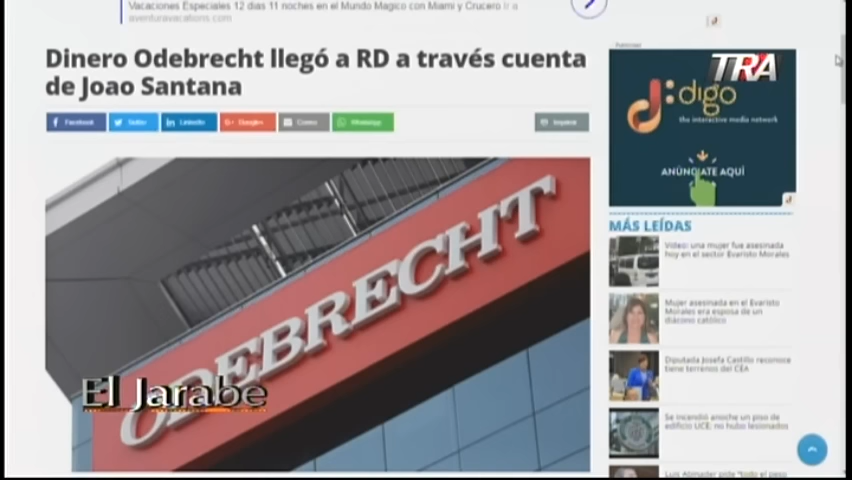 Vacaciones Especiales 12 dias 11 noches en el Mundo Magico con Miami y Crucero Ir a
aventuravacations.com
Dinero Odebrecht llegó a RD a través cuenta
de Joao Santana
Facebook
Twitter
LinkedIn
Google+
Correo
WhatsApp
Imprimir
Publicidad
TRA
digo
the interactive media network
ANÚNCIATE AQUÍ
ODEBRECHT
El Jarabe
MÁS LEÍDAS
Video: una mujer fue asesinada
hoy en el sector Evaristo Morales
Mujer asesinada en el Evaristo
Morales era esposa de un
diácono católico
Diputada Josefa Castillo reconoce
tiene terrenos del CEA
Se incendió anoche un piso de
edificio UCE; no hubo lesionados
Luis Abinader pide "todo el peso